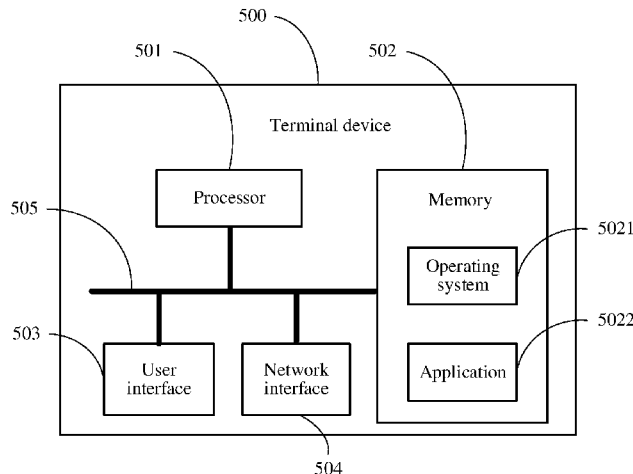 500
501
502
Terminal device
Processor
Memory
505
5021
Operating
system
503
5022
User
interface
Network
interface
Application
504